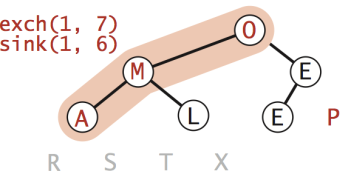 exch(1, 7)
sink(1, 6)
O
M
E
A
L
E
P
R S T X